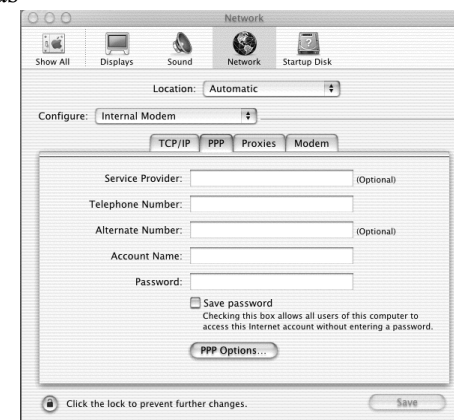 Network
Show All Displays Sound Network Startup Disk
Location: Automatic
Configure: Internal Modem
TCP/IP PPP Proxies Modem
Service Provider: (Optional)
Telephone Number:
Alternate Number: (Optional)
Account Name:
Password:
Save password
Checking this box allows all users of this computer to
access this Internet account without entering a password.
PPP Options...
Click the lock to prevent further changes. Save